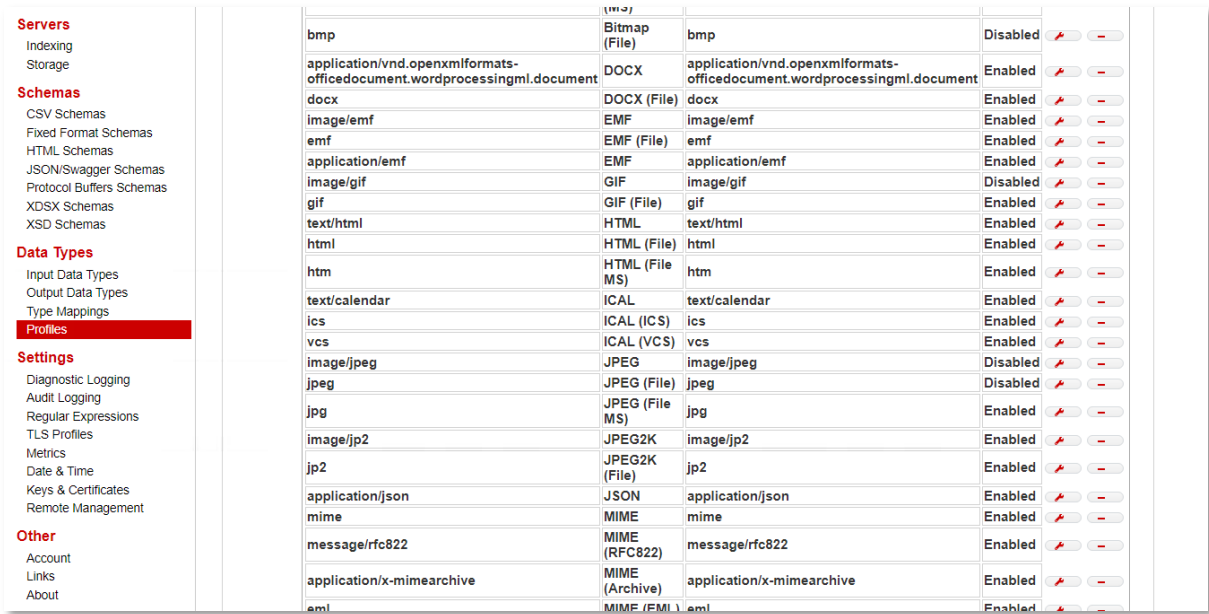 Servers
Indexing
Storage
Schemas
CSV Schemas
Fixed Format Schemas
HTML Schemas
JSON/Swagger Schemas
Protocol Buffers Schemas
XDSX Schemas
XSD Schemas
Data Types
Input Data Types
Output Data Types
Type Mappings
Profiles
Settings
Diagnostic Logging
Audit Logging
Regular Expressions
TLS Profiles
Metrics
Date & Time
Keys & Certificates
Remote Management
Other
Account
Links
About
(MS)
bmp Bitmap (File) bmp Disabled
application/vnd.openxmlformats-officedocument.wordprocessingml.document DOCX application/vnd.openxmlformats-officedocument.wordprocessingml.document Enabled
docx DOCX (File) docx Enabled
image/emf EMF image/emf Enabled
emf EMF (File) emf Enabled
application/emf EMF application/emf Enabled
image/gif GIF image/gif Disabled
gif GIF (File) gif Enabled
text/html HTML text/html Enabled
html HTML (File) html Enabled
htm HTML (File MS) htm Enabled
text/calendar ICAL text/calendar Enabled
ics ICAL (ICS) ics Enabled
vcs ICAL (VCS) vcs Enabled
image/jpeg JPEG image/jpeg Disabled
jpeg JPEG (File) jpeg Disabled
jpg JPEG (File MS) jpg Enabled
image/jp2 JPEG2K image/jp2 Enabled
jp2 JPEG2K (File) jp2 Enabled
application/json JSON application/json Enabled
mime MIME mime Enabled
message/rfc822 MIME (RFC822) message/rfc822 Enabled
application/x-mimearchive MIME (Archive) application/x-mimearchive Enabled
eml MIME (EML) eml Enabled